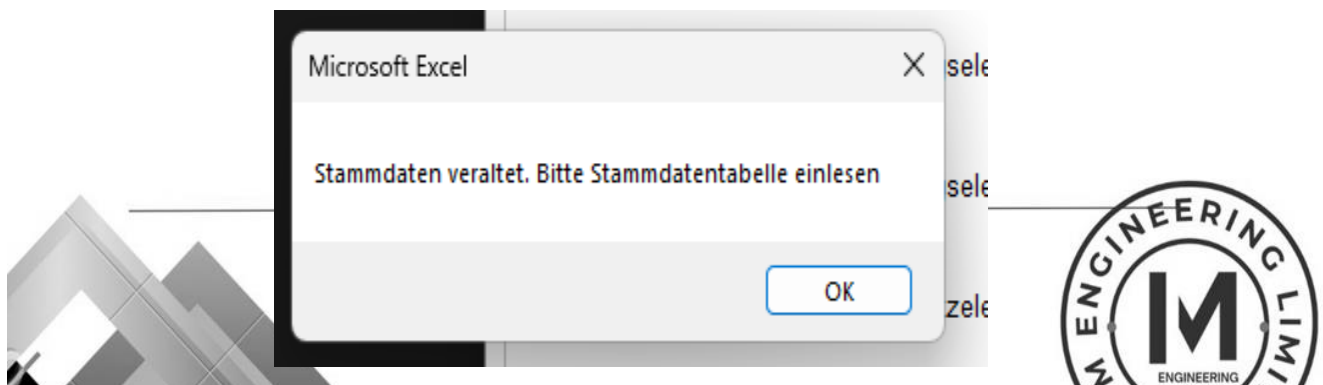 Microsoft Excel
Stammdaten veraltet. Bitte Stammdatentabelle einlesen
OK
ENGINEERING
ENGINEERING